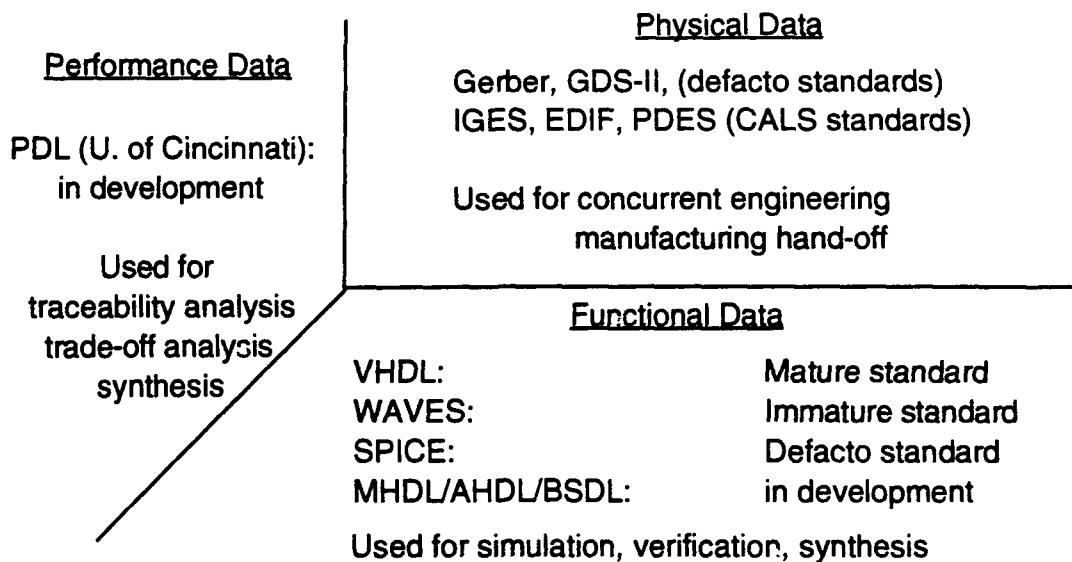 Performance Data
PDL (U. of Cincinnati):
in development
Used for
traceability analysis
trade-off analysis
synthesis
Physical Data
Gerber, GDS-II, (defacto standards)
IGES, EDIF, PDES (CALS standards)
Used for concurrent engineering
manufacturing hand-off
Functional Data
VHDL: Mature standard
WAVES: Immature standard
SPICE: Defacto standard
MHDL/AHDL/BSDL: in development
Used for simulation, verification, synthesis